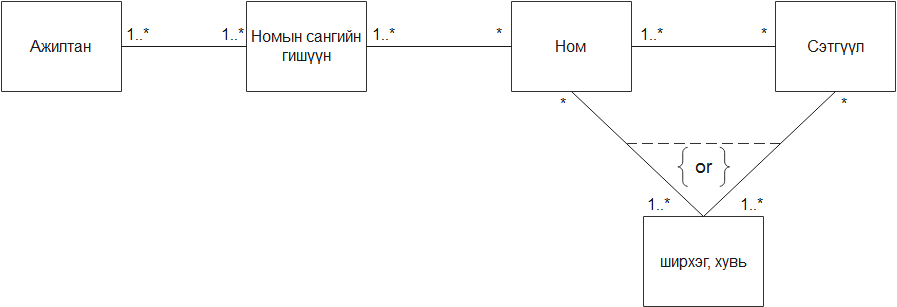 Ажилтан
1..*
1..*
Номын сангийн
гишүүн
1..*
*
Ном
1..*
*
Сэтгүүл
*
*
{ or }
1..*
1..*
ширхэг, хувь